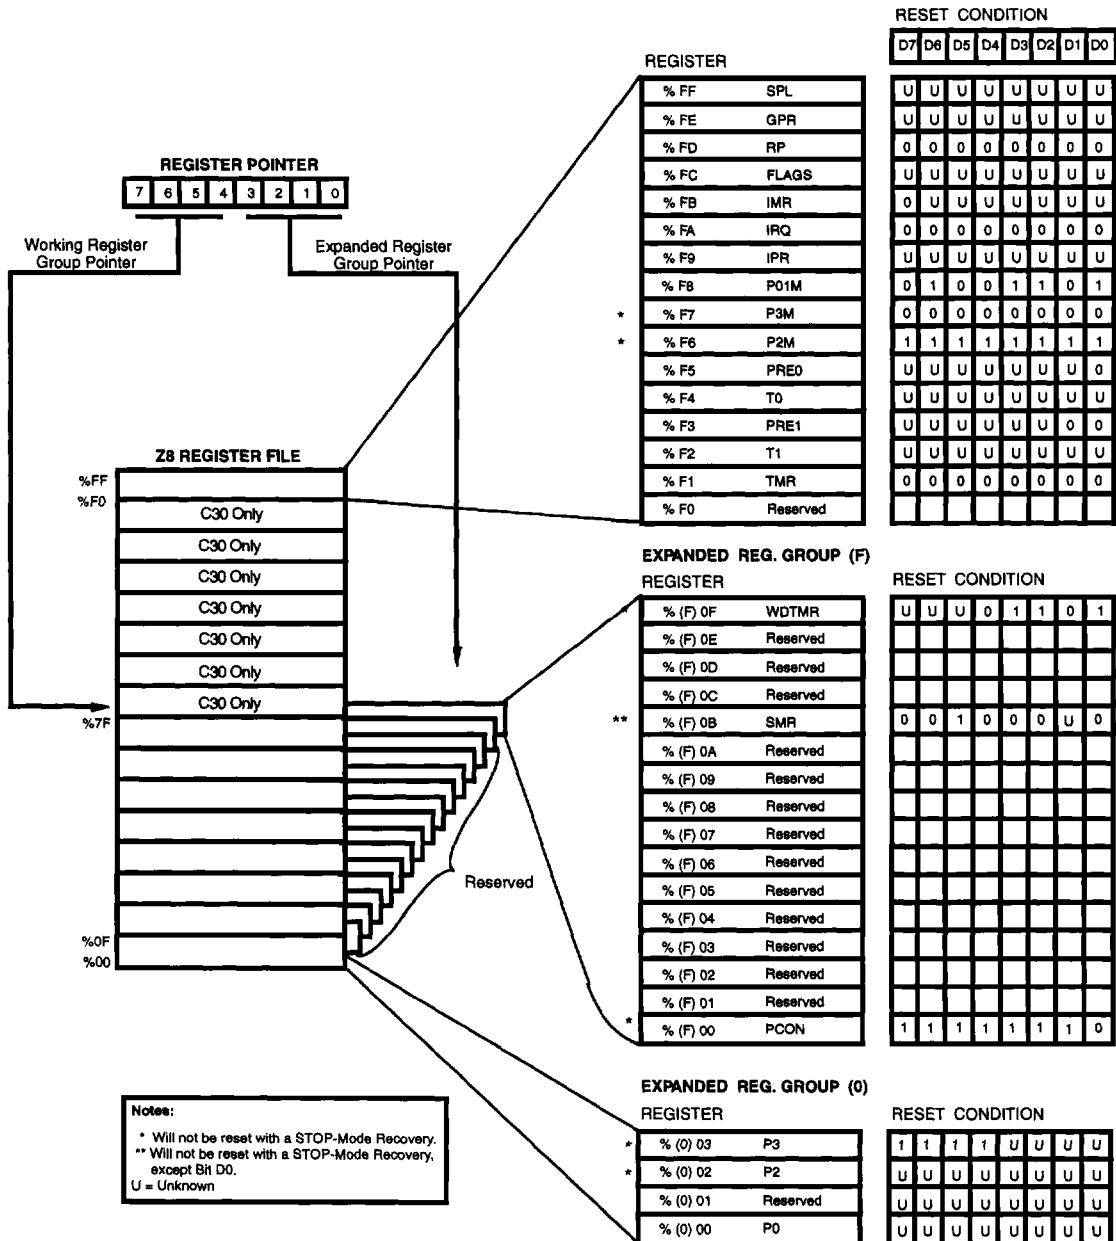 RESET CONDITION
D7 D6 D5 D4 D3 D2 D1 D0
REGISTER
% FF SPL U U U U U U U U
% FE GPR U U U U U U U U
% FD RP 0 0 0 0 0 0 0 0
% FC FLAGS U U U U U U U U
% FB IMR 0 U U U U U U U
% FA IRQ 0 0 0 0 0 0 0 0
% F9 IPR U U U U U U U U
% F8 P01M 0 1 0 0 1 1 0 1
* % F7 P3M 0 0 0 0 0 0 0 0
* % F6 P2M 1 1 1 1 1 1 1 1
% F5 PRE0 U U U U U U U 0
% F4 T0 U U U U U U U U
% F3 PRE1 U U U U U U 0 0
% F2 T1 U U U U U U U U
% F1 TMR 0 0 0 0 0 0 0 0
% F0 Reserved
REGISTER POINTER
7 6 5 4 3 2 1 0
Working Register
Group Pointer
Expanded Register
Group Pointer
Z8 REGISTER FILE
%FF
%F0
C30 Only
C30 Only
C30 Only
C30 Only
C30 Only
C30 Only
C30 Only
%7F
%0F
%00
Reserved
EXPANDED REG. GROUP (F)
REGISTER RESET CONDITION
* % (F) 0F WDTMR U U U 0 1 1 0 1
% (F) 0E Reserved
% (F) 0D Reserved
% (F) 0C Reserved
** % (F) 0B SMR 0 0 1 0 0 0 U 0
% (F) 0A Reserved
% (F) 09 Reserved
% (F) 08 Reserved
% (F) 07 Reserved
% (F) 06 Reserved
% (F) 05 Reserved
% (F) 04 Reserved
% (F) 03 Reserved
% (F) 02 Reserved
% (F) 01 Reserved
* % (F) 00 PCON 1 1 1 1 1 1 1 0
EXPANDED REG. GROUP (0)
REGISTER RESET CONDITION
* % (0) 03 P3 1 1 1 1 U U U U
* % (0) 02 P2 U U U U U U U U
% (0) 01 Reserved U U U U U U U U
% (0) 00 P0 U U U U U U U U
Notes:
* Will not be reset with a STOP-Mode Recovery.
** Will not be reset with a STOP-Mode Recovery,
except Bit D0.
U = Unknown